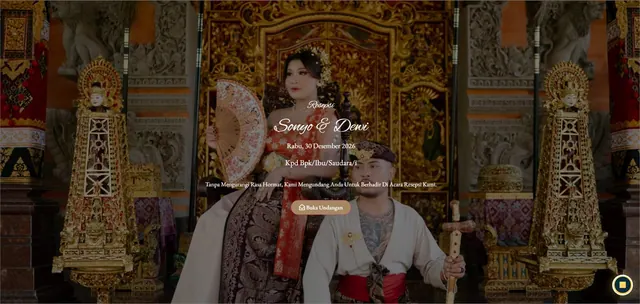 Resepsi
Sonyo & Dewi
Rabu, 30 Desember 2026
Kpd Bpk/Ibu/Saudara/i
Tanpa Mengurangi Rasa Hormat, Kami Mengundang Anda Untuk Berhadir Di Acara Resepsi Kami.
Buka Undangan